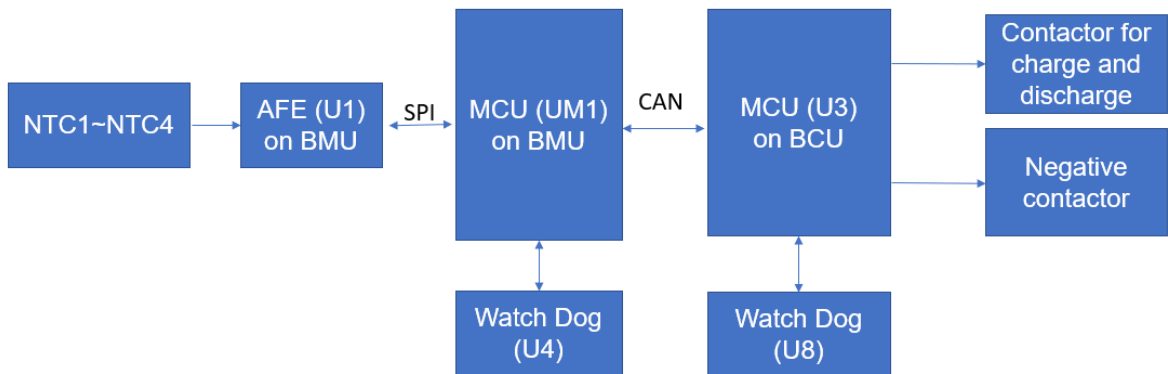 NTC1~NTC4
AFE (U1)
on BMU
SPI
MCU (UM1)
on BMU
CAN
MCU (U3)
on BCU
Contactor for
charge and
discharge
Negative
contactor
Watch Dog
(U4)
Watch Dog
(U8)